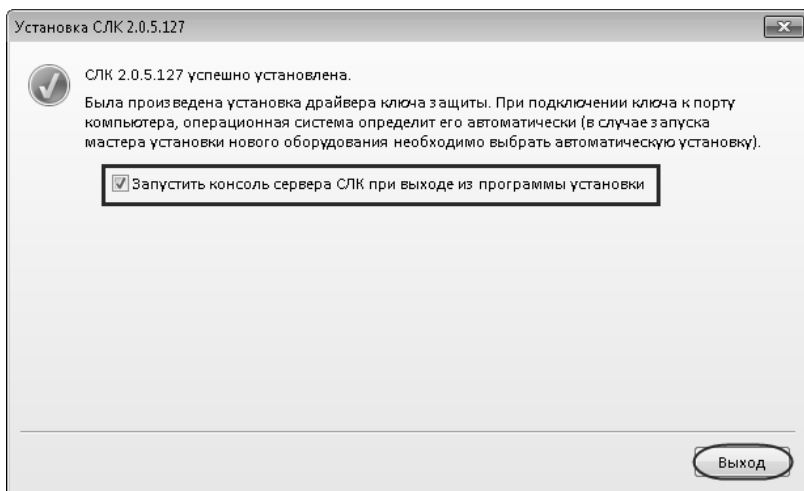 Установка СЛК 2.0.5.127
СЛК 2.0.5.127 успешно установлена.
Была произведена установка драйвера ключа защиты. При подключении ключа к порту
компьютера, операционная система определит его автоматически (в случае запуска
мастера установки нового оборудования необходимо выбрать автоматическую установку).
Запустить консоль сервера СЛК при выходе из программы установки
Выход